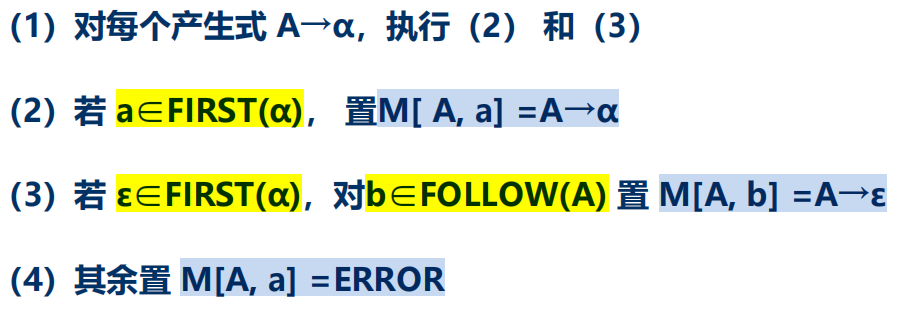 (1) 对每个产生式 A→α, 执行(2) 和(3)
(2) 若 a∈FIRST(α), 置M[ A, a] =A→α
(3) 若 ε∈FIRST(α), 对b∈FOLLOW(A) 置 M[A, b] =A→ε
(4) 其余置 M[A, a] =ERROR